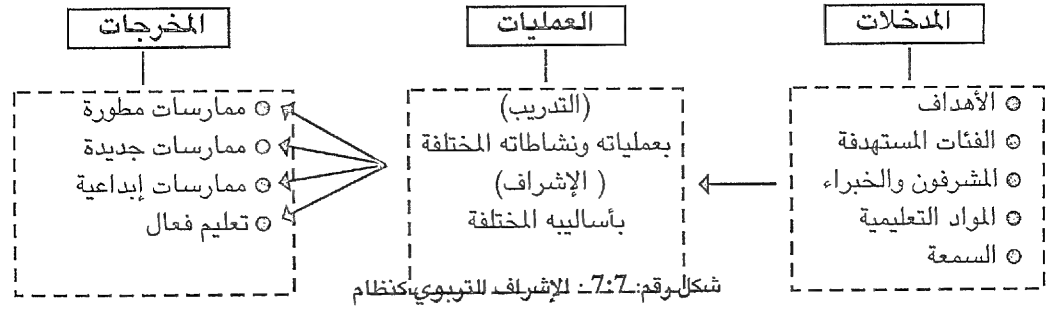 المدخلات
الأهداف
الفئات المستهدفة
المشرفون والخبراء
المواد التعليمية
السمعة
العمليات
(التدريب)
بعملياته ونشاطاته المختلفة
( الإشراف)
بأساليبه المختلفة
المخرجات
ممارسات مطورة
ممارسات جديدة
ممارسات إبداعية
تعليم فعال
شكل رقم: 7:7- الإشراف التربوي كنظام